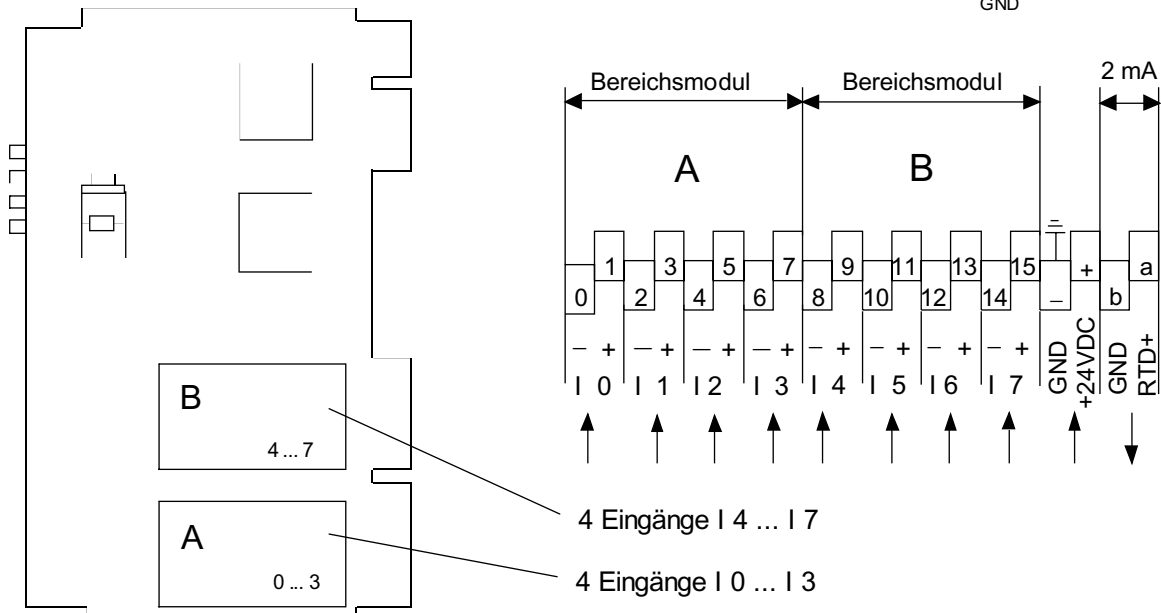 GND
2 mA
Bereichsmodul Bereichsmodul
A B
1 3 5 7 9 11 13 15 + a
0 2 4 6 8 10 12 14 – b
– + – + – + – + – + – + – + – + GND +24VDC GND RTD+
I 0 I 1 I 2 I 3 I 4 I 5 I 6 I 7
B
4 ... 7
4 Eingänge I 4 ... I 7
A
0 ... 3
4 Eingänge I 0 ... I 3